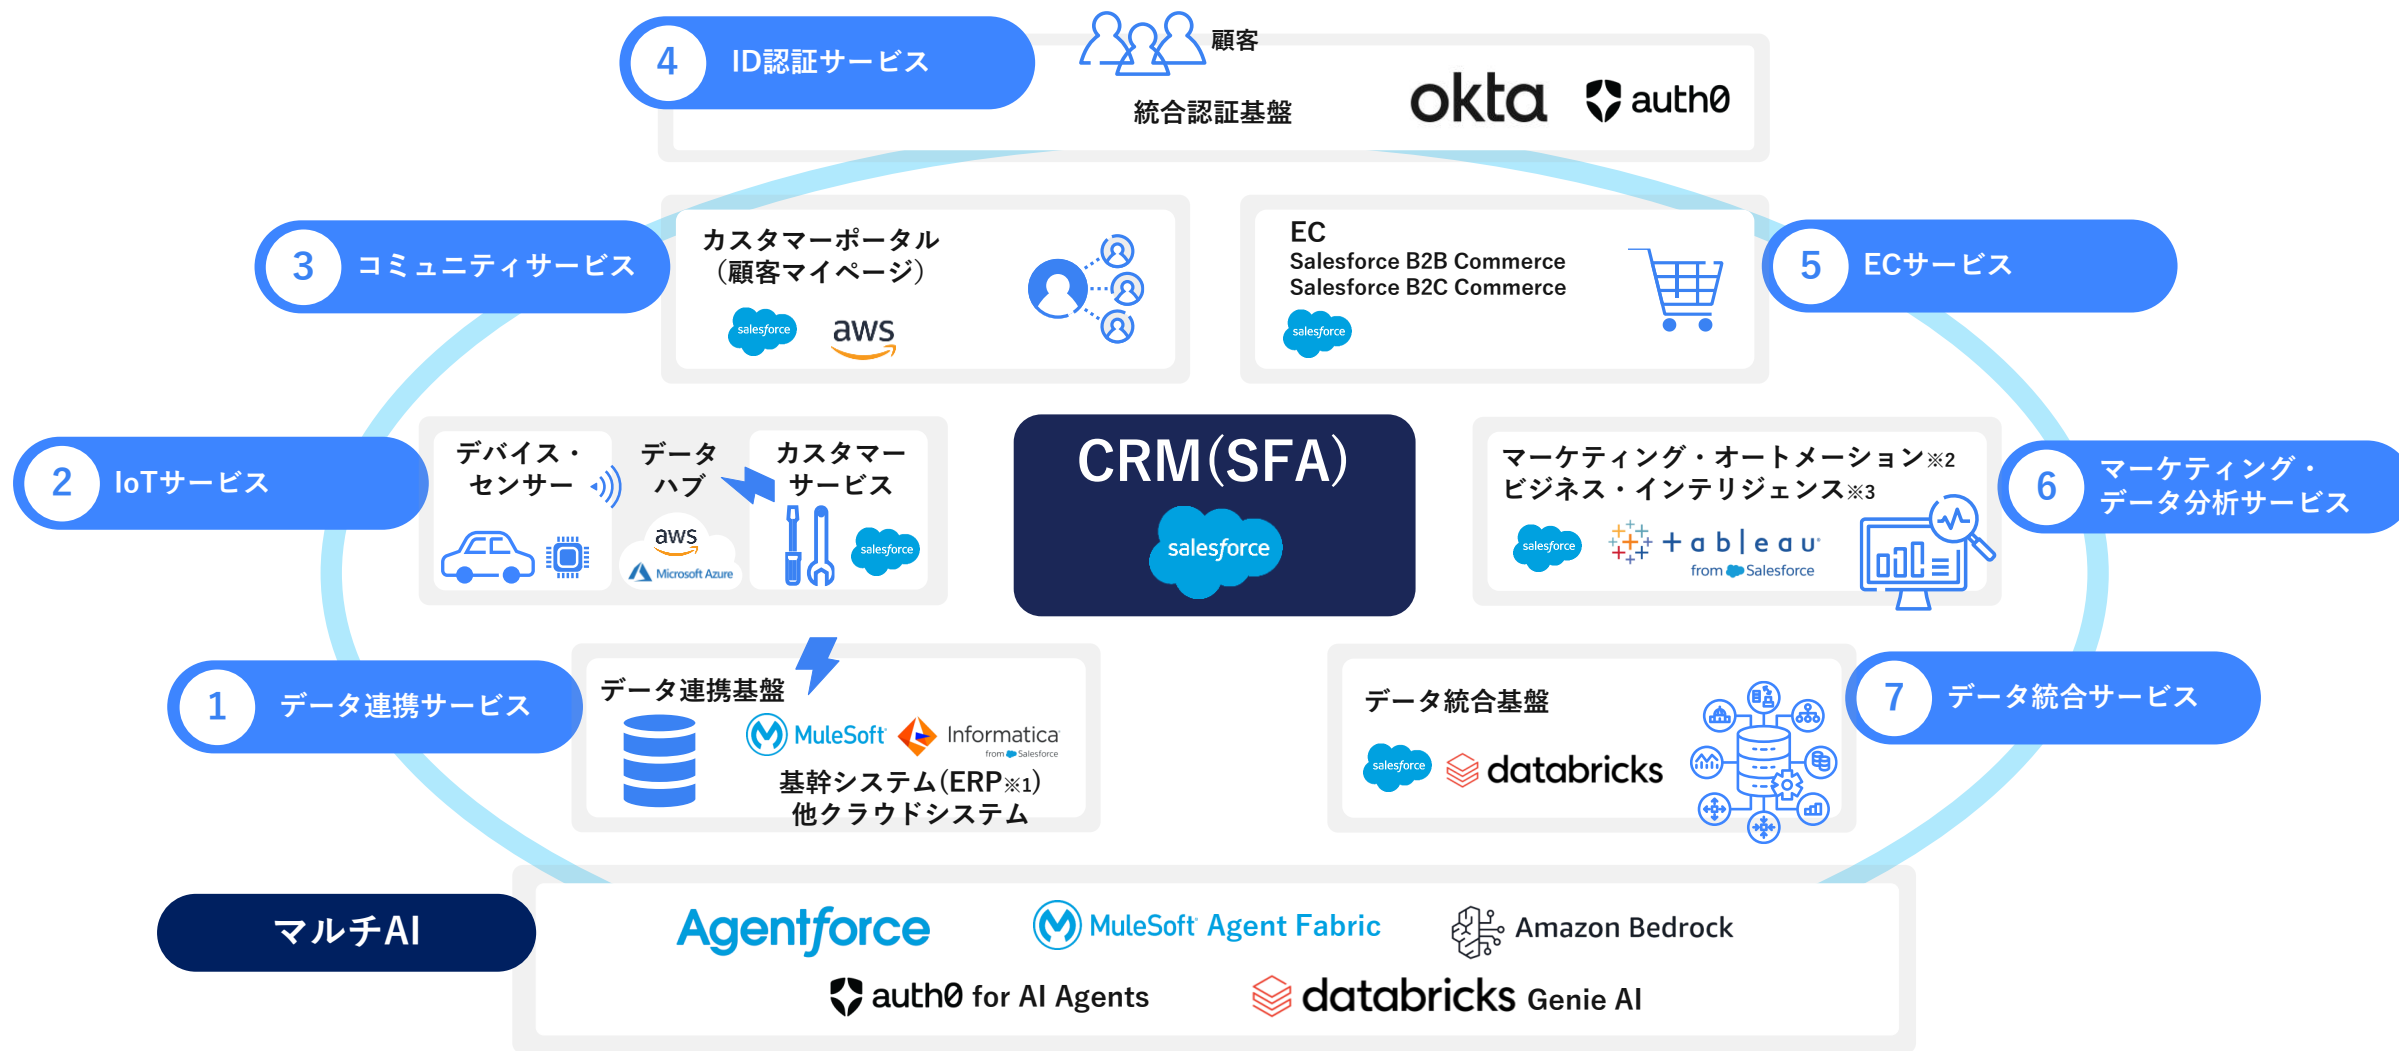 4 ID認証サービス
顧客
統合認証基盤
okta
auth0
3 コミュニティサービス
カスタマーポータル
（顧客マイページ）
salesforce
aws
EC
Salesforce B2B Commerce
Salesforce B2C Commerce
salesforce
5 ECサービス
2 IoTサービス
デバイス・
センサー
データ
ハブ
aws
Microsoft Azure
カスタマー
サービス
salesforce
CRM(SFA)
salesforce
マーケティング・オートメーション※2
ビジネス・インテリジェンス※3
salesforce
+ableau
from Salesforce
6 マーケティング・
データ分析サービス
1 データ連携サービス
データ連携基盤
MuleSoft
Informatica
from Salesforce
基幹システム(ERP※1)
他クラウドシステム
データ統合基盤
salesforce
databricks
7 データ統合サービス
マルチAI
Agentforce
MuleSoft Agent Fabric
Amazon Bedrock
auth0 for AI Agents
databricks Genie AI